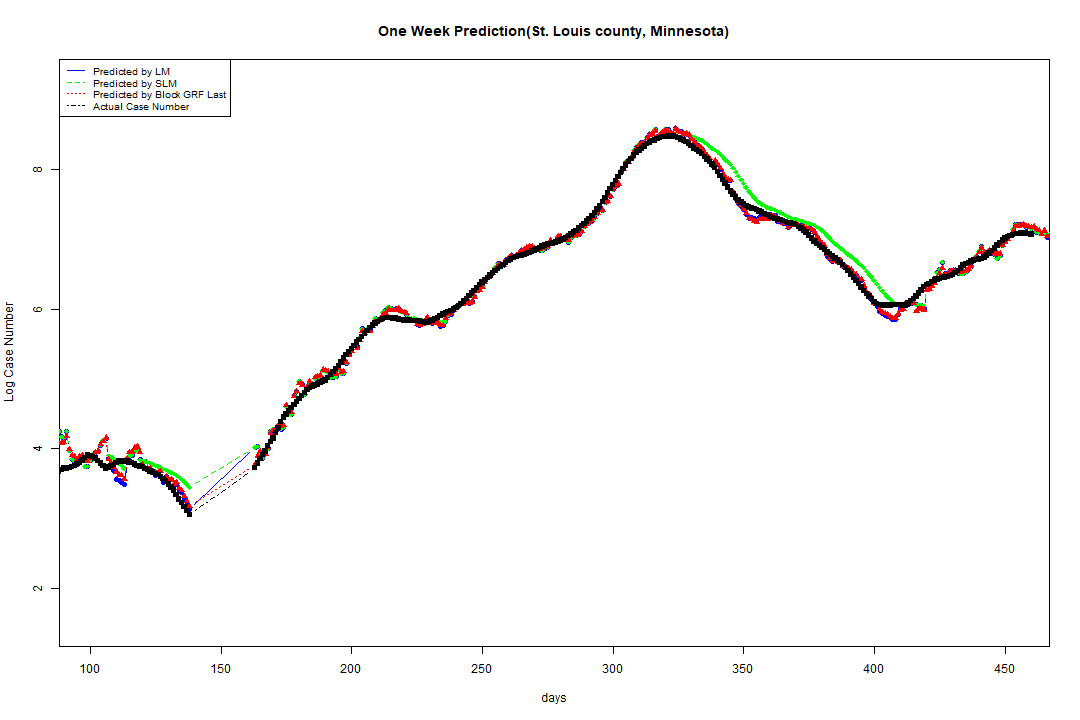 One Week Prediction(St. Louis county, Minnesota)
Predicted by LM
Predicted by SLM
Predicted by Block GRF Last
Actual Case Number
8
6
4
2
Log Case Number
100 150 200 250 300 350 400 450
days